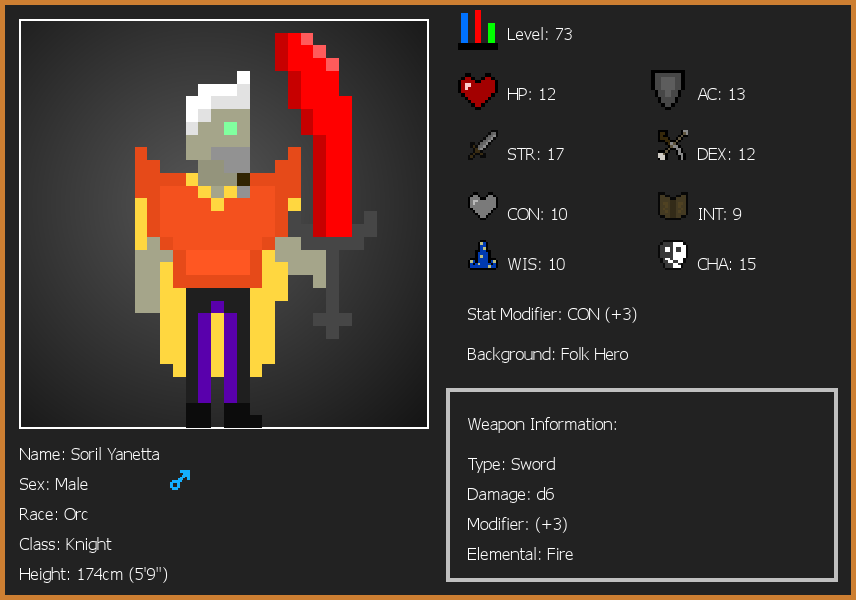 Level: 73
HP: 12
AC: 13
STR: 17
DEX: 12
CON: 10
INT: 9
WIS: 10
CHA: 15
Stat Modifier: CON (+3)
Background: Folk Hero
Weapon Information:
Type: Sword
Damage: d6
Modifier: (+3)
Elemental: Fire
Name: Soril Yanetta
Sex: Male
Race: Orc
Class: Knight
Height: 174cm (5'9")